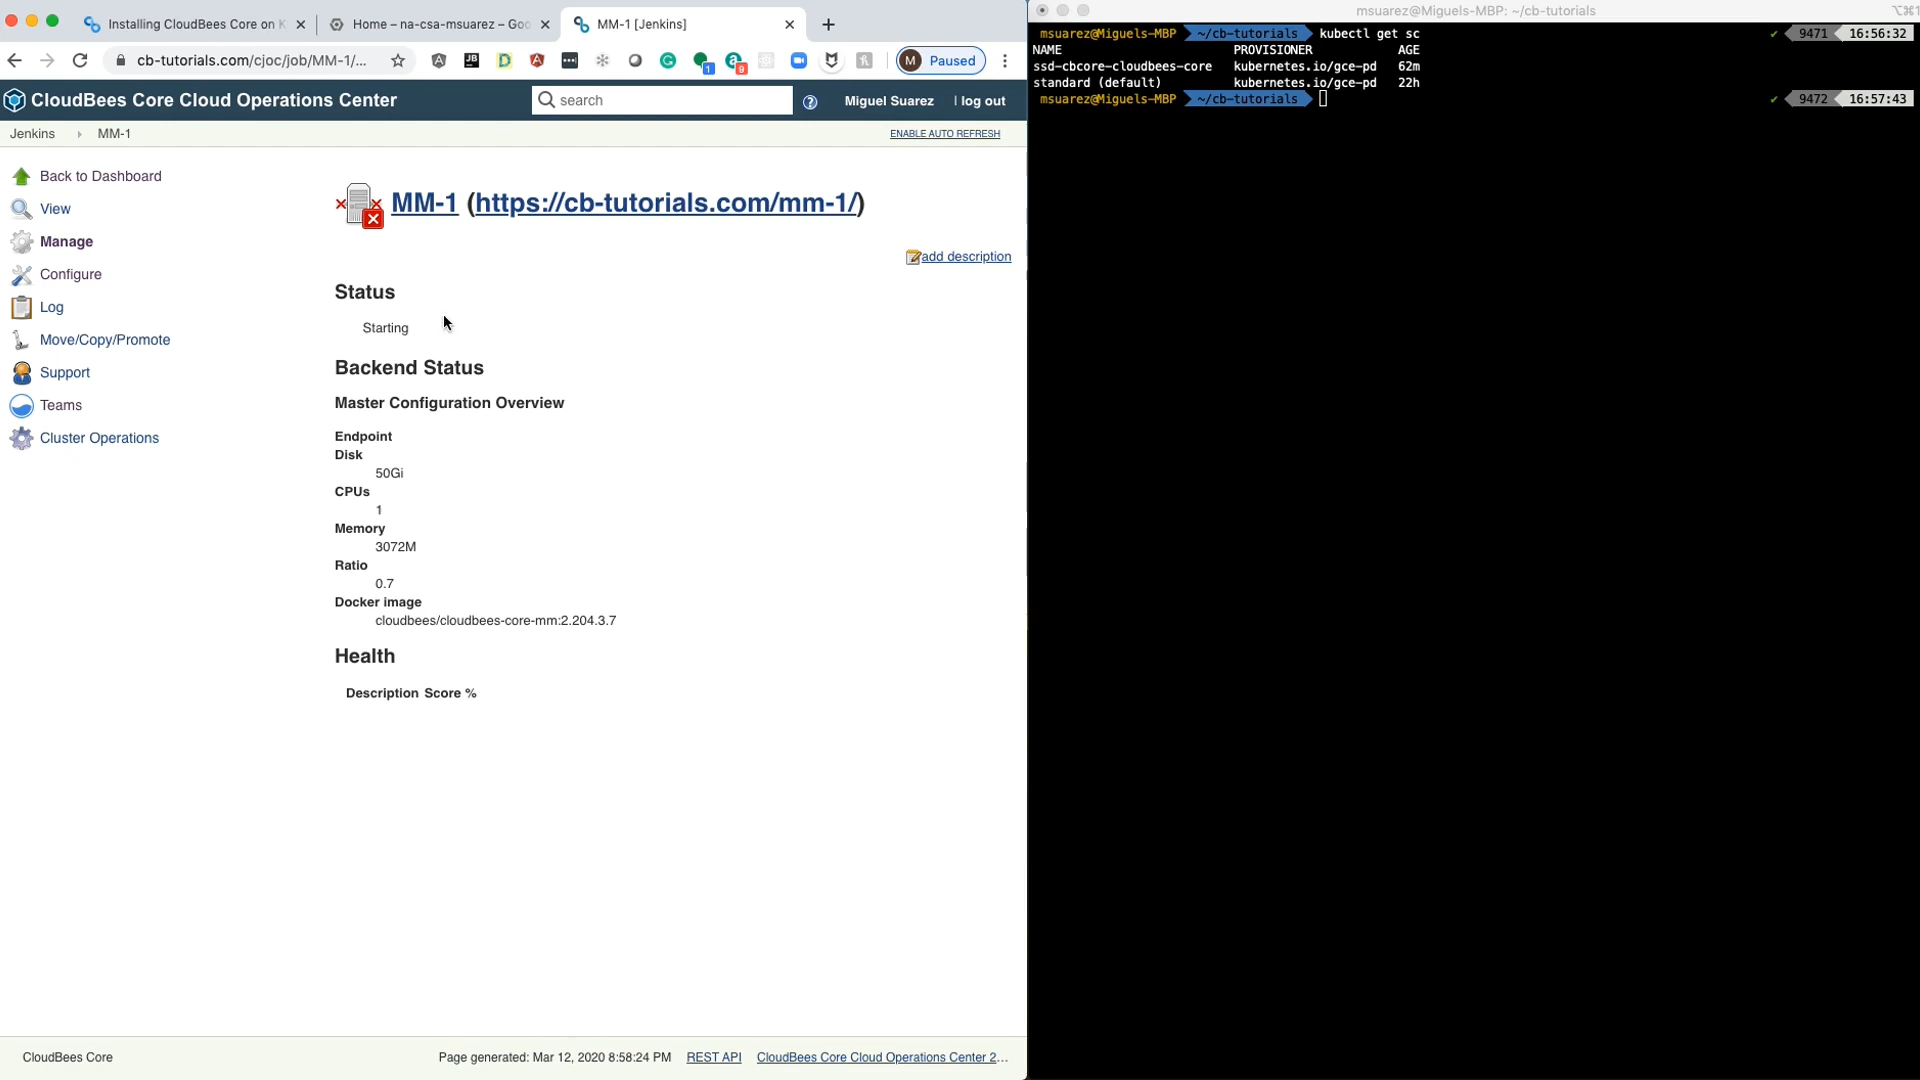 Installing CloudBees Core on K
Home – na-csa-msuarez – Goo
MM-1 [Jenkins]
cb-tutorials.com/cjoc/job/MM-1/...
M Paused
CloudBees Core Cloud Operations Center
search
Miguel Suarez
| log out
Jenkins
MM-1
ENABLE AUTO REFRESH
Back to Dashboard
View
Manage
Configure
Log
Move/Copy/Promote
Support
Teams
Cluster Operations
MM-1 (https://cb-tutorials.com/mm-1/)
add description
Status
Starting
Backend Status
Master Configuration Overview
Endpoint
Disk
50Gi
CPUs
1
Memory
3072M
Ratio
0.7
Docker image
cloudbees/cloudbees-core-mm:2.204.3.7
Health
Description Score %
CloudBees Core
Page generated: Mar 12, 2020 8:58:24 PM
REST API
CloudBees Core Cloud Operations Center 2...
msuarez@Miguels-MBP: ~/cb-tutorials
⌥⌘1
msuarez@Miguels-MBP ~/cb-tutorials kubectl get sc ✓ 9471 16:56:32
NAME PROVISIONER AGE
ssd-cbcore-cloudbees-core kubernetes.io/gce-pd 62m
standard (default) kubernetes.io/gce-pd 22h
msuarez@Miguels-MBP ~/cb-tutorials ✓ 9472 16:57:43